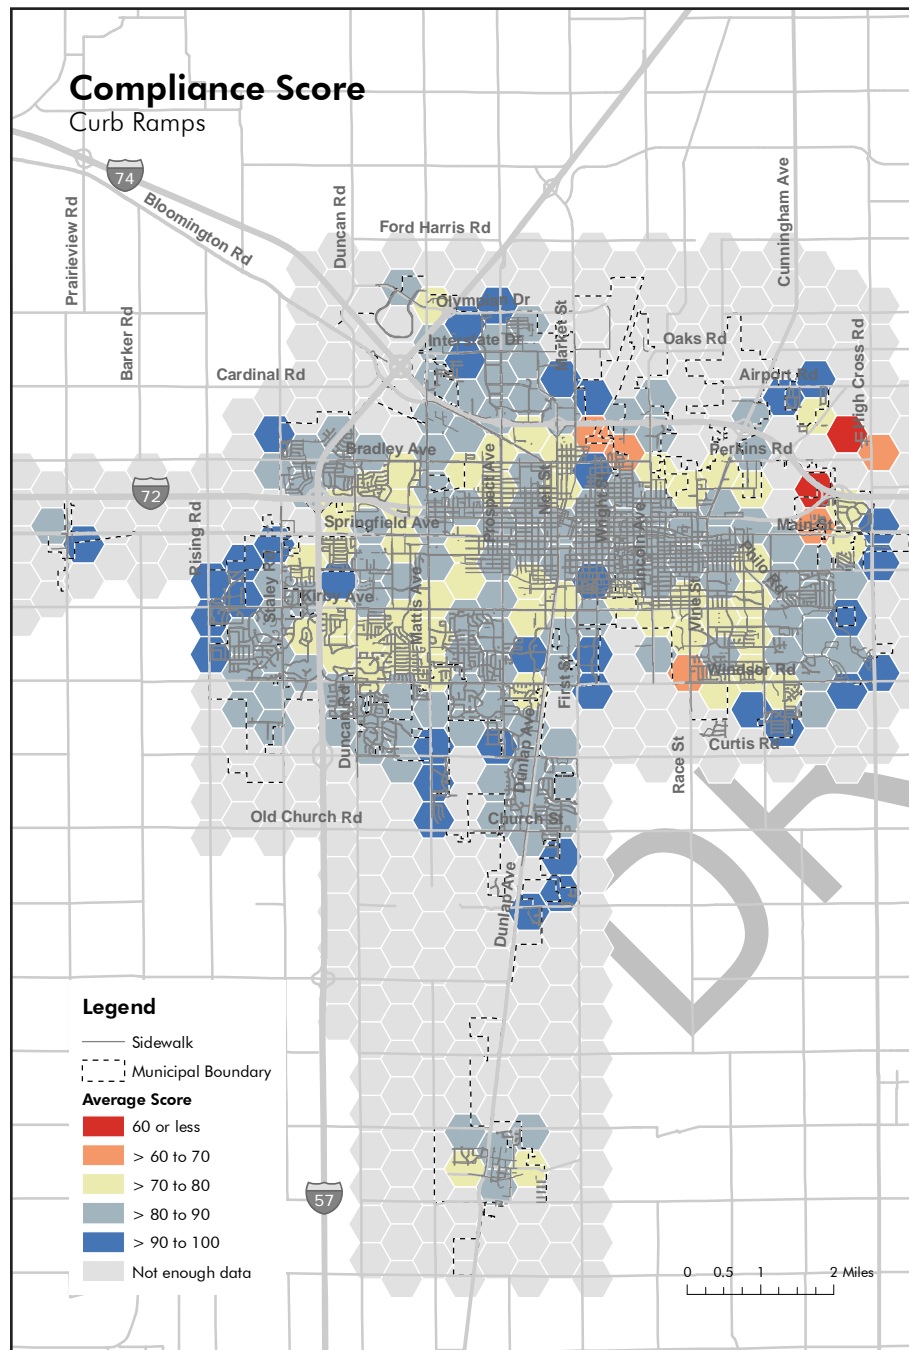 Compliance Score
Curb Ramps
74
Bloomington Rd
Prairieview Rd
Duncan Rd
Ford Harris Rd
Cunningham Ave
Barker Rd
Olympian Dr
Interstate Dr
Market St
Oaks Rd
High Cross Rd
Cardinal Rd
Airport Rd
Bradley Ave
Perkins Rd
72
Prospect Ave
Neil St
Wright St
Lincoln Ave
Rising Rd
Springfield Ave
Main St
Staley Rd
Kirby Ave
Matts Ave
Philo Rd
Vine St
Windsor Rd
First St
Duncan Rd
Dunlap Ave
Race St
Curtis Rd
Old Church Rd
Church St
Dunlap Ave
Dr
Legend
Sidewalk
Municipal Boundary
Average Score
60 or less
> 60 to 70
> 70 to 80
> 80 to 90
> 90 to 100
Not enough data
57
0 0.5 1 2 Miles